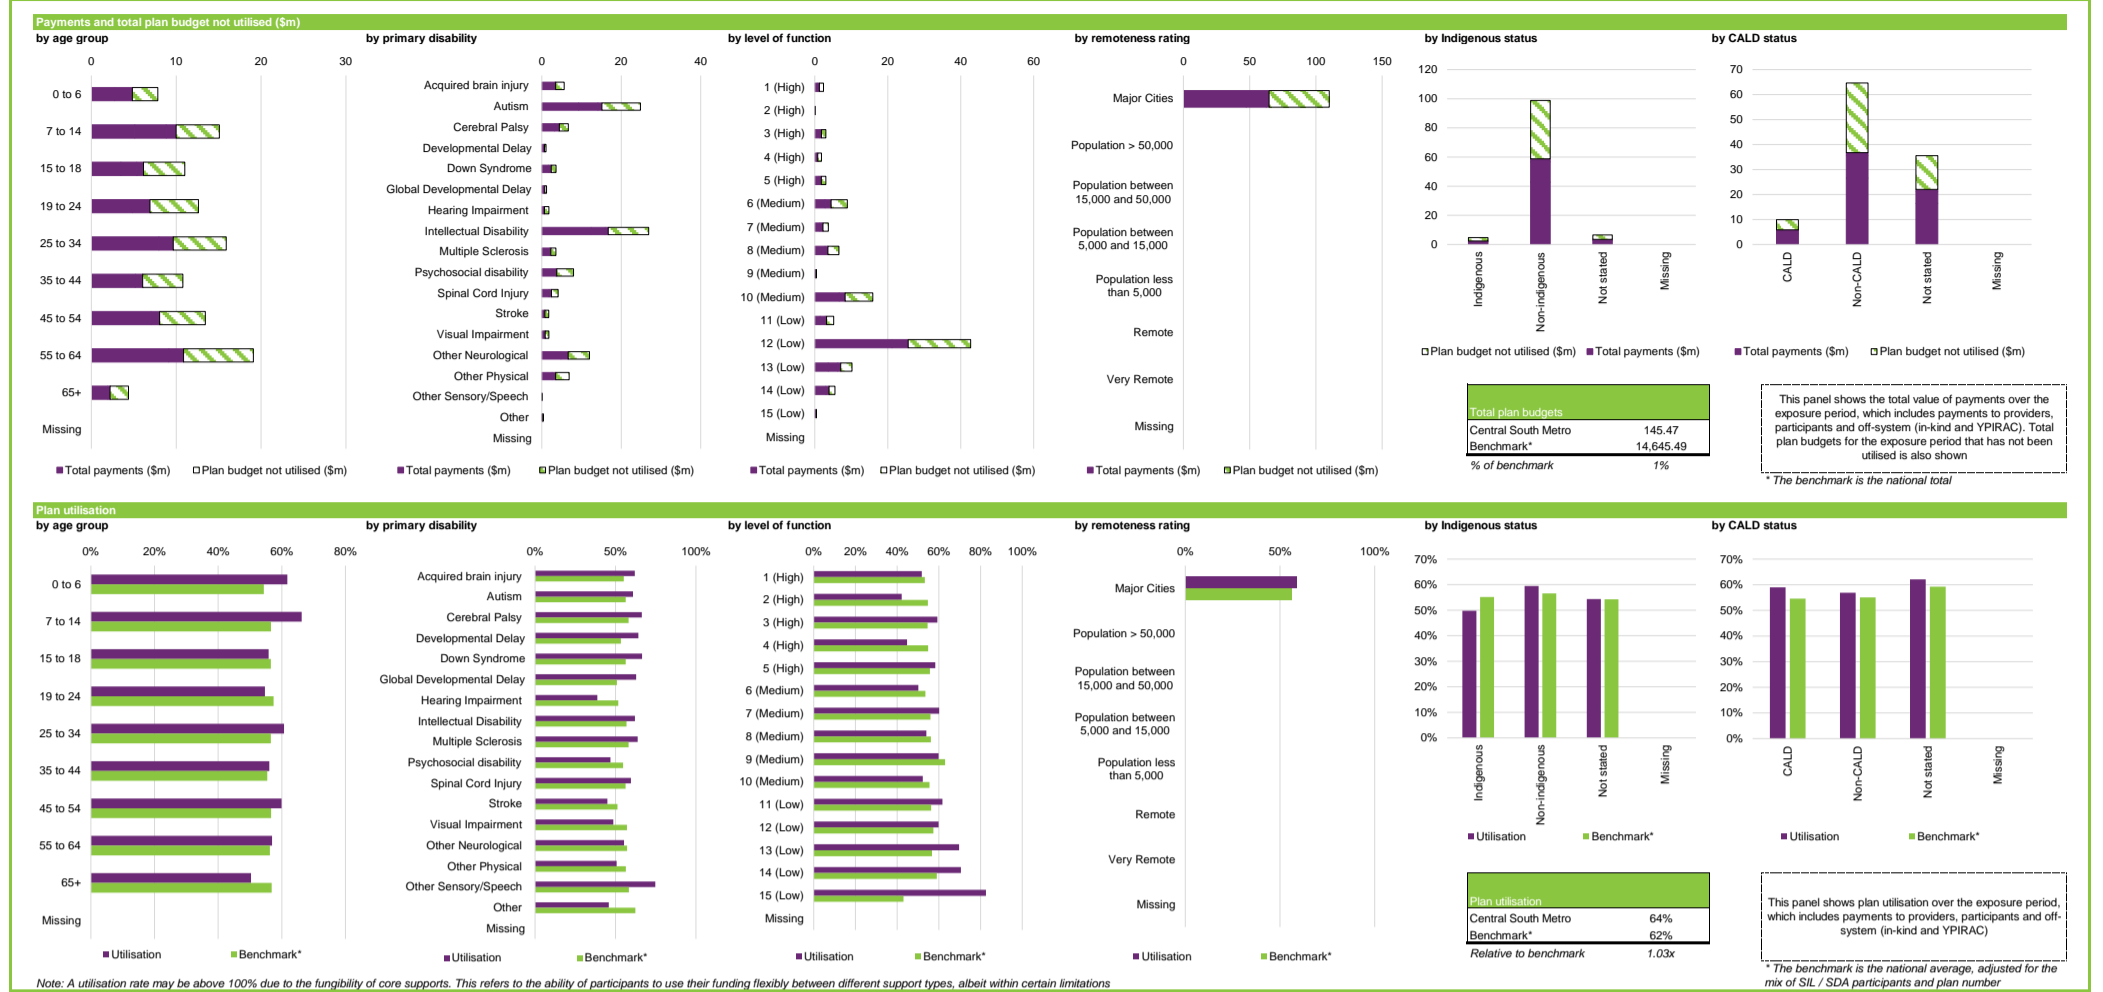 Payments and total plan budget not utilised ($m)
by age group
0
10
20
30
0 to 6
7 to 14
15 to 18
19 to 24
25 to 34
35 to 44
45 to 54
55 to 64
65+
Missing
Total payments ($m)
Plan budget not utilised ($m)
by primary disability
0
20
40
Acquired brain injury
Autism
Cerebral Palsy
Developmental Delay
Down Syndrome
Global Developmental Delay
Hearing Impairment
Intellectual Disability
Multiple Sclerosis
Psychosocial disability
Spinal Cord Injury
Stroke
Visual Impairment
Other Neurological
Other Physical
Other Sensory/Speech
Other
Missing
Total payments ($m)
Plan budget not utilised ($m)
by level of function
0
20
40
60
1 (High)
2 (High)
3 (High)
4 (High)
5 (High)
6 (Medium)
7 (Medium)
8 (Medium)
9 (Medium)
10 (Medium)
11 (Low)
12 (Low)
13 (Low)
14 (Low)
15 (Low)
Missing
Total payments ($m)
Plan budget not utilised ($m)
by remoteness rating
0
50
100
150
Major Cities
Population > 50,000
Population between
15,000 and 50,000
Population between
5,000 and 15,000
Population less
than 5,000
Remote
Very Remote
Missing
Total payments ($m)
Plan budget not utilised ($m)
by Indigenous status
120
100
80
60
40
20
0
Indigenous
Non-indigenous
Not stated
Missing
Plan budget not utilised ($m)
Total payments ($m)
by CALD status
70
60
50
40
30
20
10
0
CALD
Non-CALD
Not stated
Missing
Total payments ($m)
Plan budget not utilised ($m)
Total plan budgets
Central South Metro 145.47
Benchmark* 14,645.49
% of benchmark 1%
This panel shows the total value of payments over the
exposure period, which includes payments to providers,
participants and off-system (in-kind and YPIRAC). Total
plan budgets for the exposure period that has not been
utilised is also shown
* The benchmark is the national total
Plan utilisation
by age group
0%
20%
40%
60%
80%
0 to 6
7 to 14
15 to 18
19 to 24
25 to 34
35 to 44
45 to 54
55 to 64
65+
Missing
Utilisation
Benchmark*
by primary disability
0%
50%
100%
Acquired brain injury
Autism
Cerebral Palsy
Developmental Delay
Down Syndrome
Global Developmental Delay
Hearing Impairment
Intellectual Disability
Multiple Sclerosis
Psychosocial disability
Spinal Cord Injury
Stroke
Visual Impairment
Other Neurological
Other Physical
Other Sensory/Speech
Other
Missing
Utilisation
Benchmark*
by level of function
0%
20%
40%
60%
80%
100%
1 (High)
2 (High)
3 (High)
4 (High)
5 (High)
6 (Medium)
7 (Medium)
8 (Medium)
9 (Medium)
10 (Medium)
11 (Low)
12 (Low)
13 (Low)
14 (Low)
15 (Low)
Missing
Utilisation
Benchmark*
by remoteness rating
0%
50%
100%
Major Cities
Population > 50,000
Population between
15,000 and 50,000
Population between
5,000 and 15,000
Population less
than 5,000
Remote
Very Remote
Missing
Utilisation
Benchmark*
by Indigenous status
70%
60%
50%
40%
30%
20%
10%
0%
Indigenous
Non-indigenous
Not stated
Missing
Utilisation
Benchmark*
by CALD status
70%
60%
50%
40%
30%
20%
10%
0%
CALD
Non-CALD
Not stated
Missing
Utilisation
Benchmark*
Plan utilisation
Central South Metro 64%
Benchmark* 62%
Relative to benchmark 1.03x
This panel shows plan utilisation over the exposure period,
which includes payments to providers, participants and off-
system (in-kind and YPIRAC)
* The benchmark is the national average, adjusted for the
mix of SIL / SDA participants and plan number
Note: A utilisation rate may be above 100% due to the fungibility of core supports. This refers to the ability of participants to use their funding flexibly between different support types, albeit within certain limitations